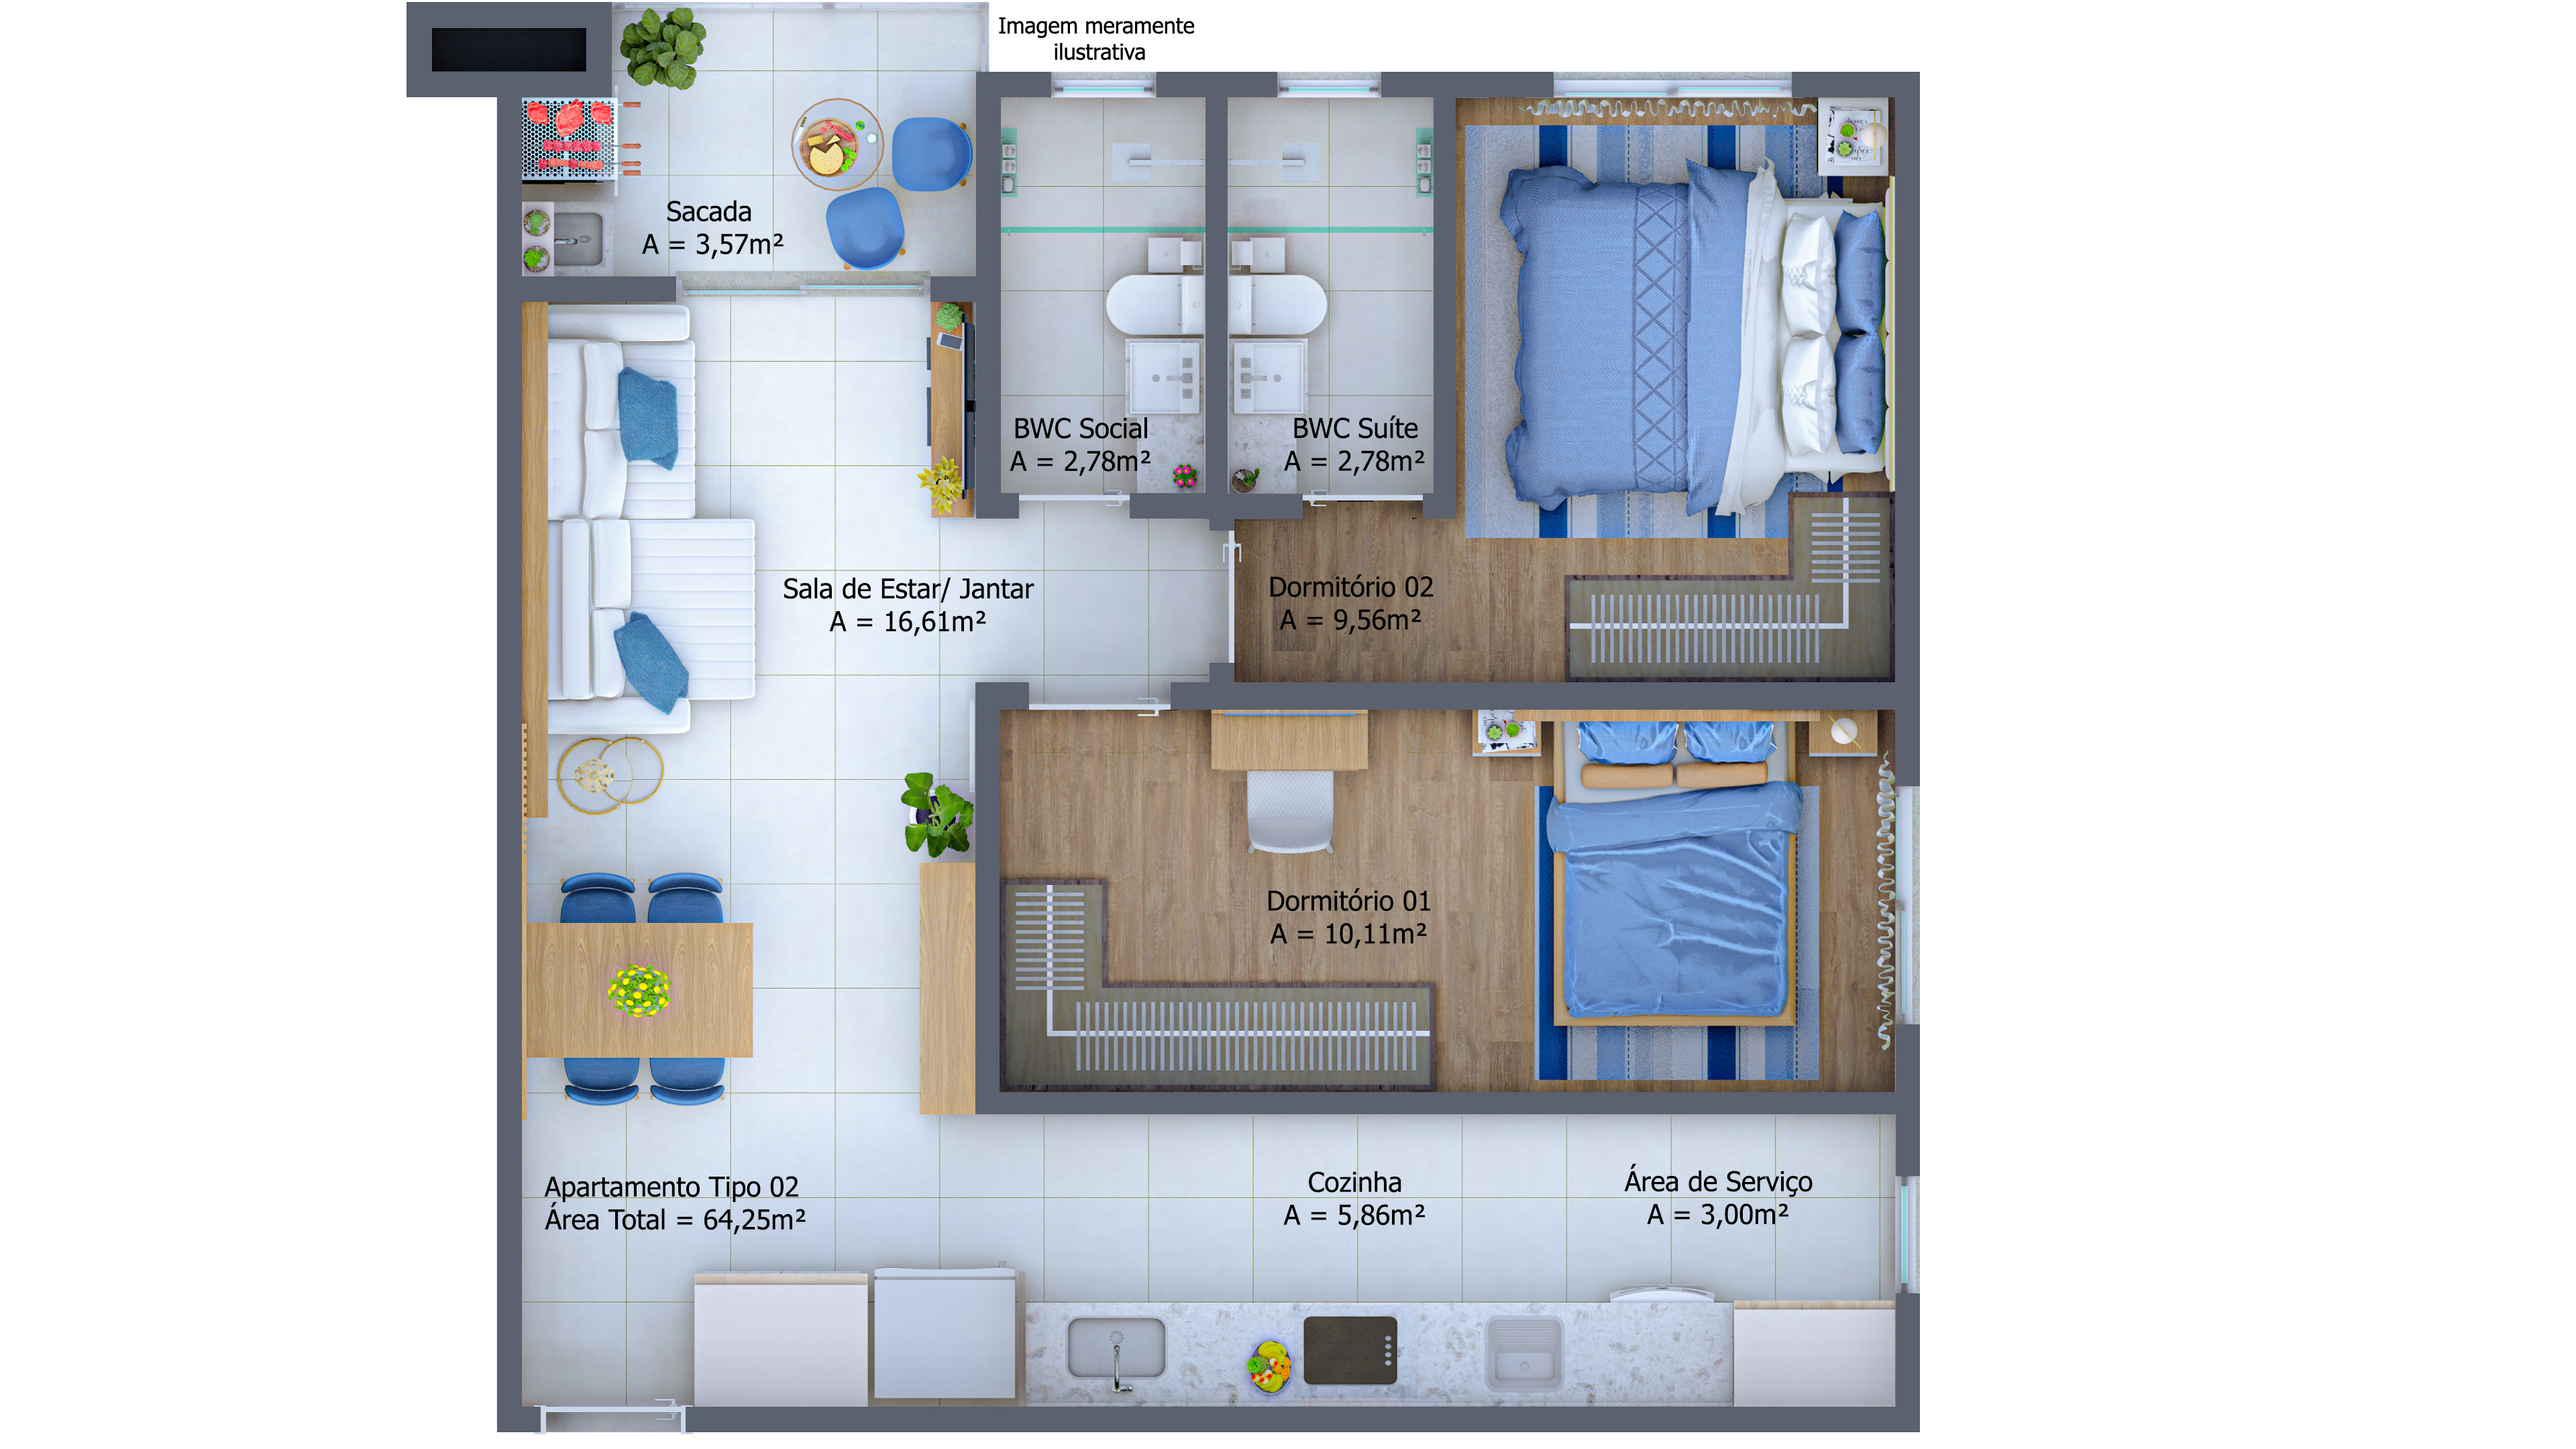 Imagem meramente
ilustrativa
Sacada
A = 3,57m²
BWC Social
A = 2,78m²
BWC Suíte
A = 2,78m²
Sala de Estar/ Jantar
A = 16,61m²
Dormitório 02
A = 9,56m²
Dormitório 01
A = 10,11m²
Apartamento Tipo 02
Área Total = 64,25m²
Cozinha
A = 5,86m²
Área de Serviço
A = 3,00m²